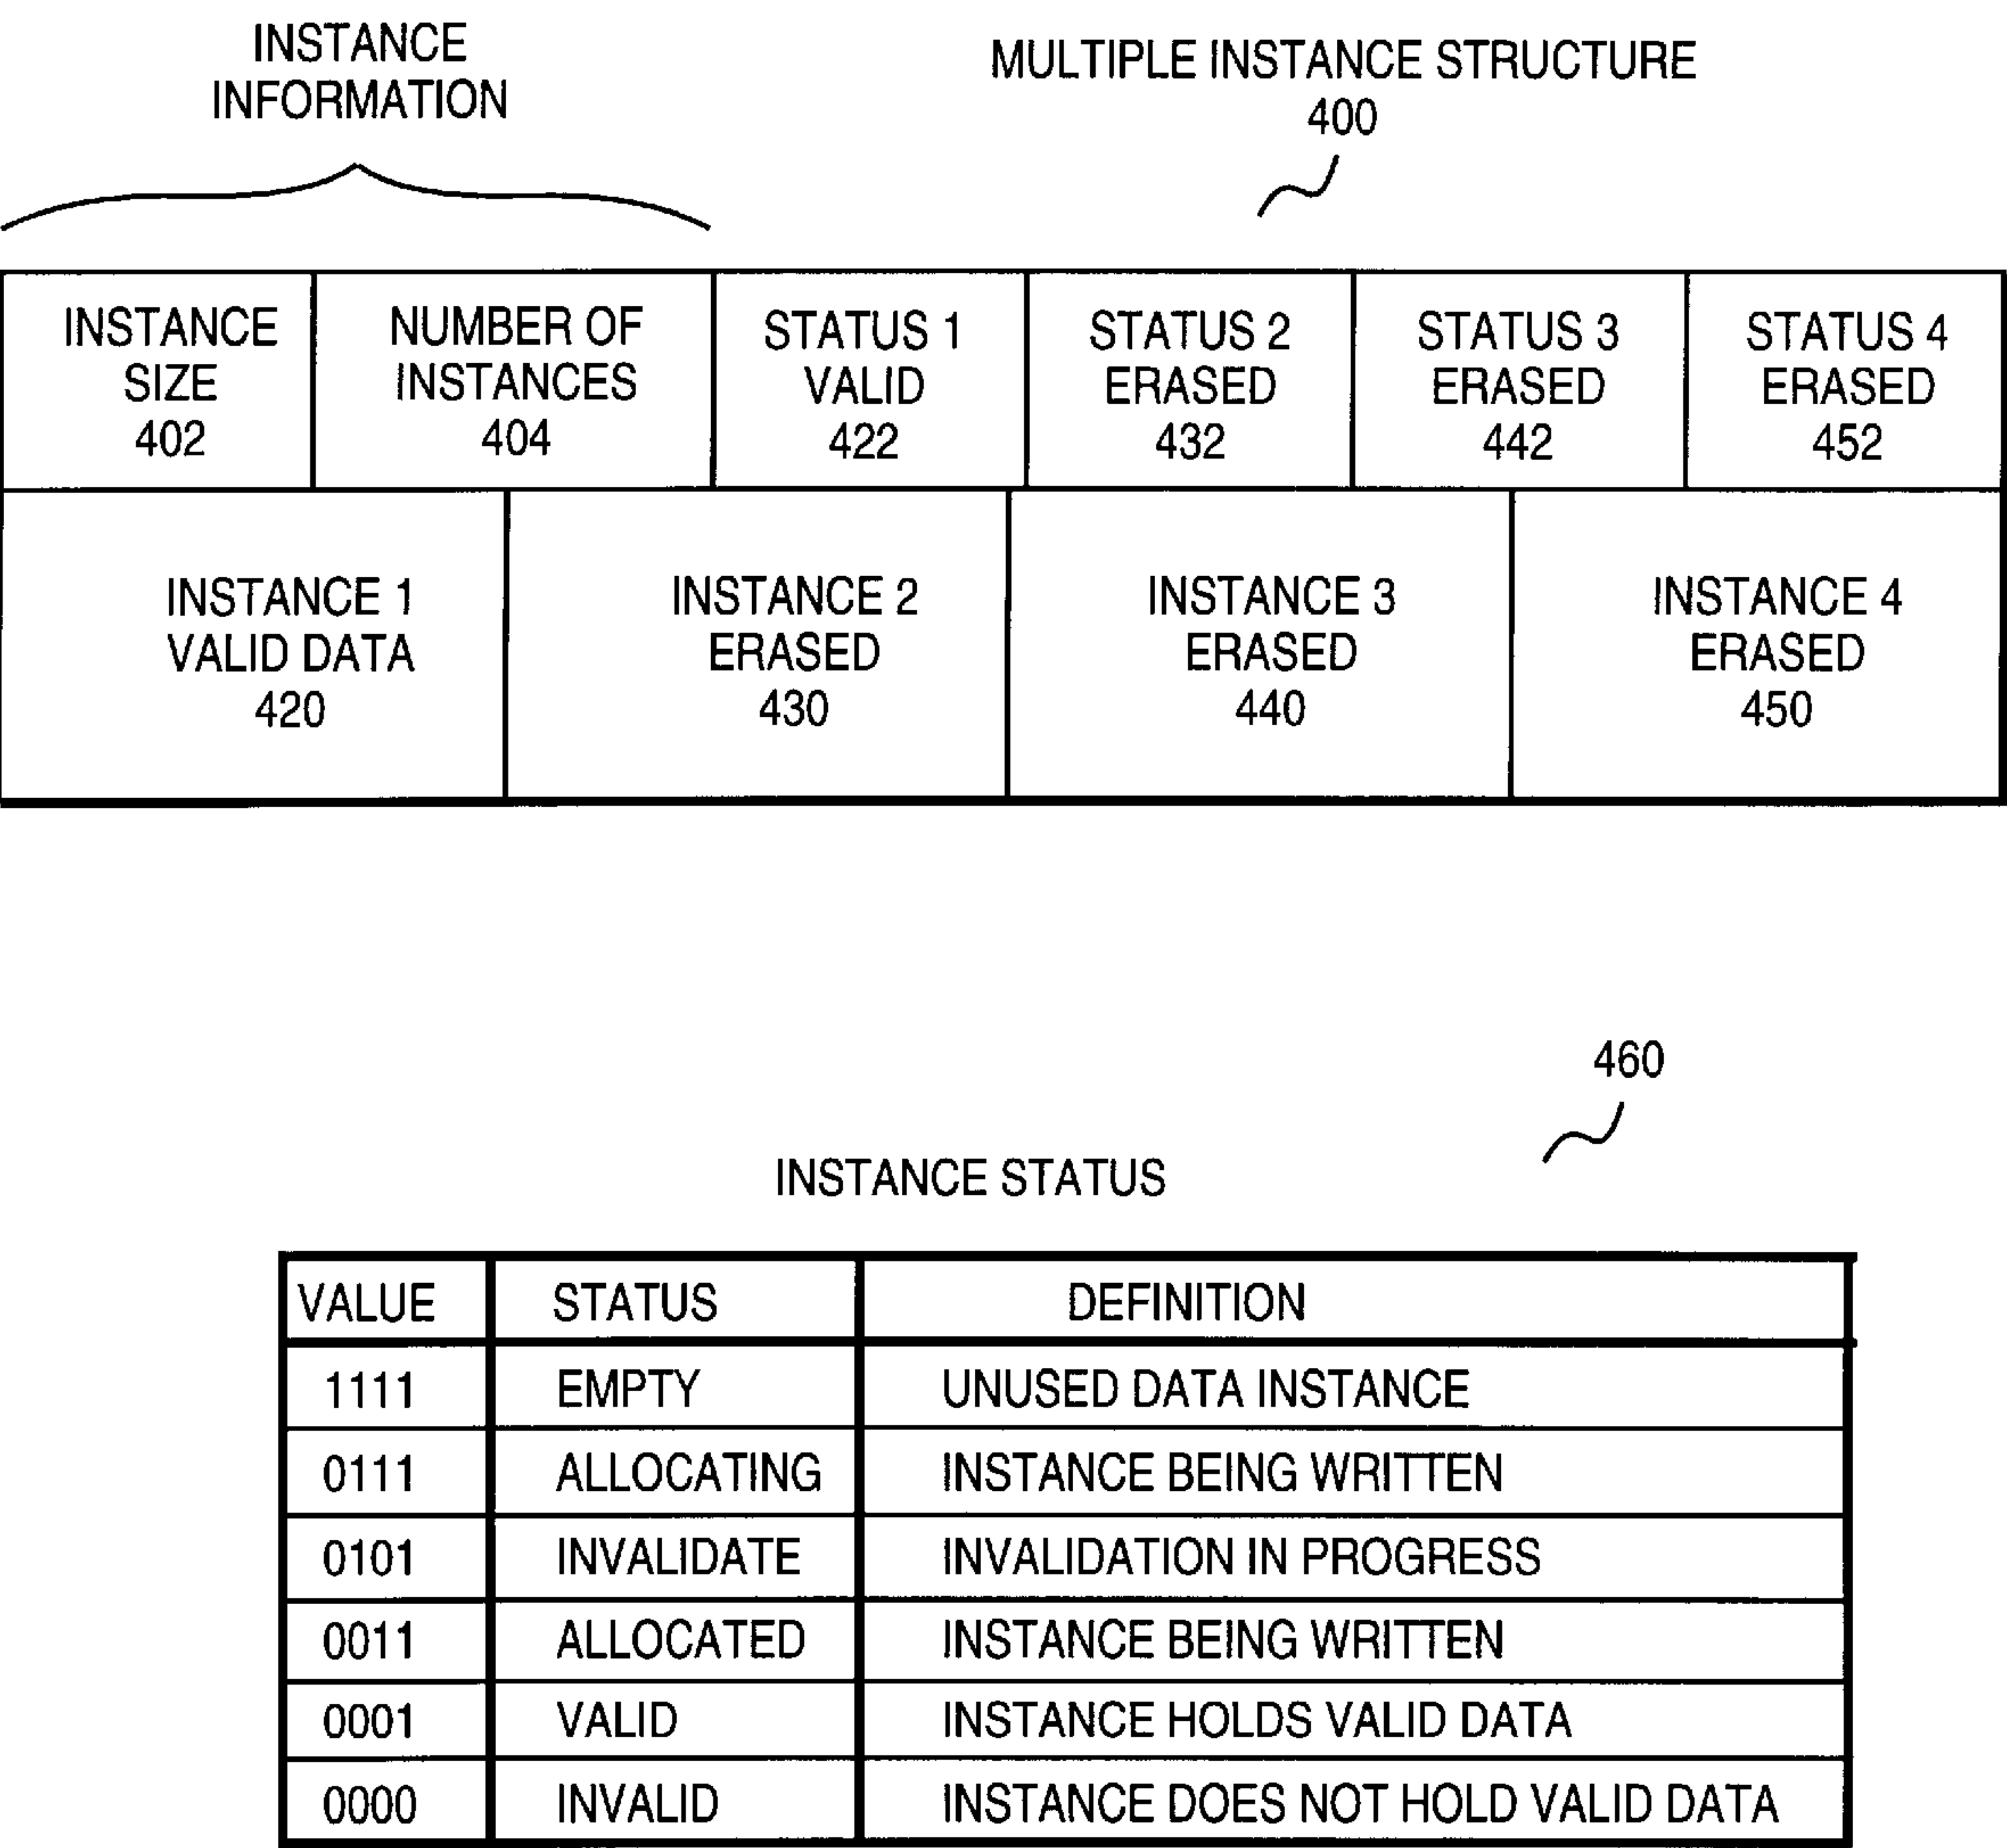 INSTANCE
INFORMATION
MULTIPLE INSTANCE STRUCTURE
400
INSTANCE
SIZE
402
NUMBER OF
INSTANCES
404
STATUS 1
VALID
422
STATUS 2
ERASED
432
STATUS 3
ERASED
442
STATUS 4
ERASED
452
INSTANCE 1
VALID DATA
420
INSTANCE 2
ERASED
430
INSTANCE 3
ERASED
440
INSTANCE 4
ERASED
450
460
INSTANCE STATUS
VALUE STATUS DEFINITION
1111 EMPTY UNUSED DATA INSTANCE
0111 ALLOCATING INSTANCE BEING WRITTEN
0101 INVALIDATE INVALIDATION IN PROGRESS
0011 ALLOCATED INSTANCE BEING WRITTEN
0001 VALID INSTANCE HOLDS VALID DATA
0000 INVALID INSTANCE DOES NOT HOLD VALID DATA